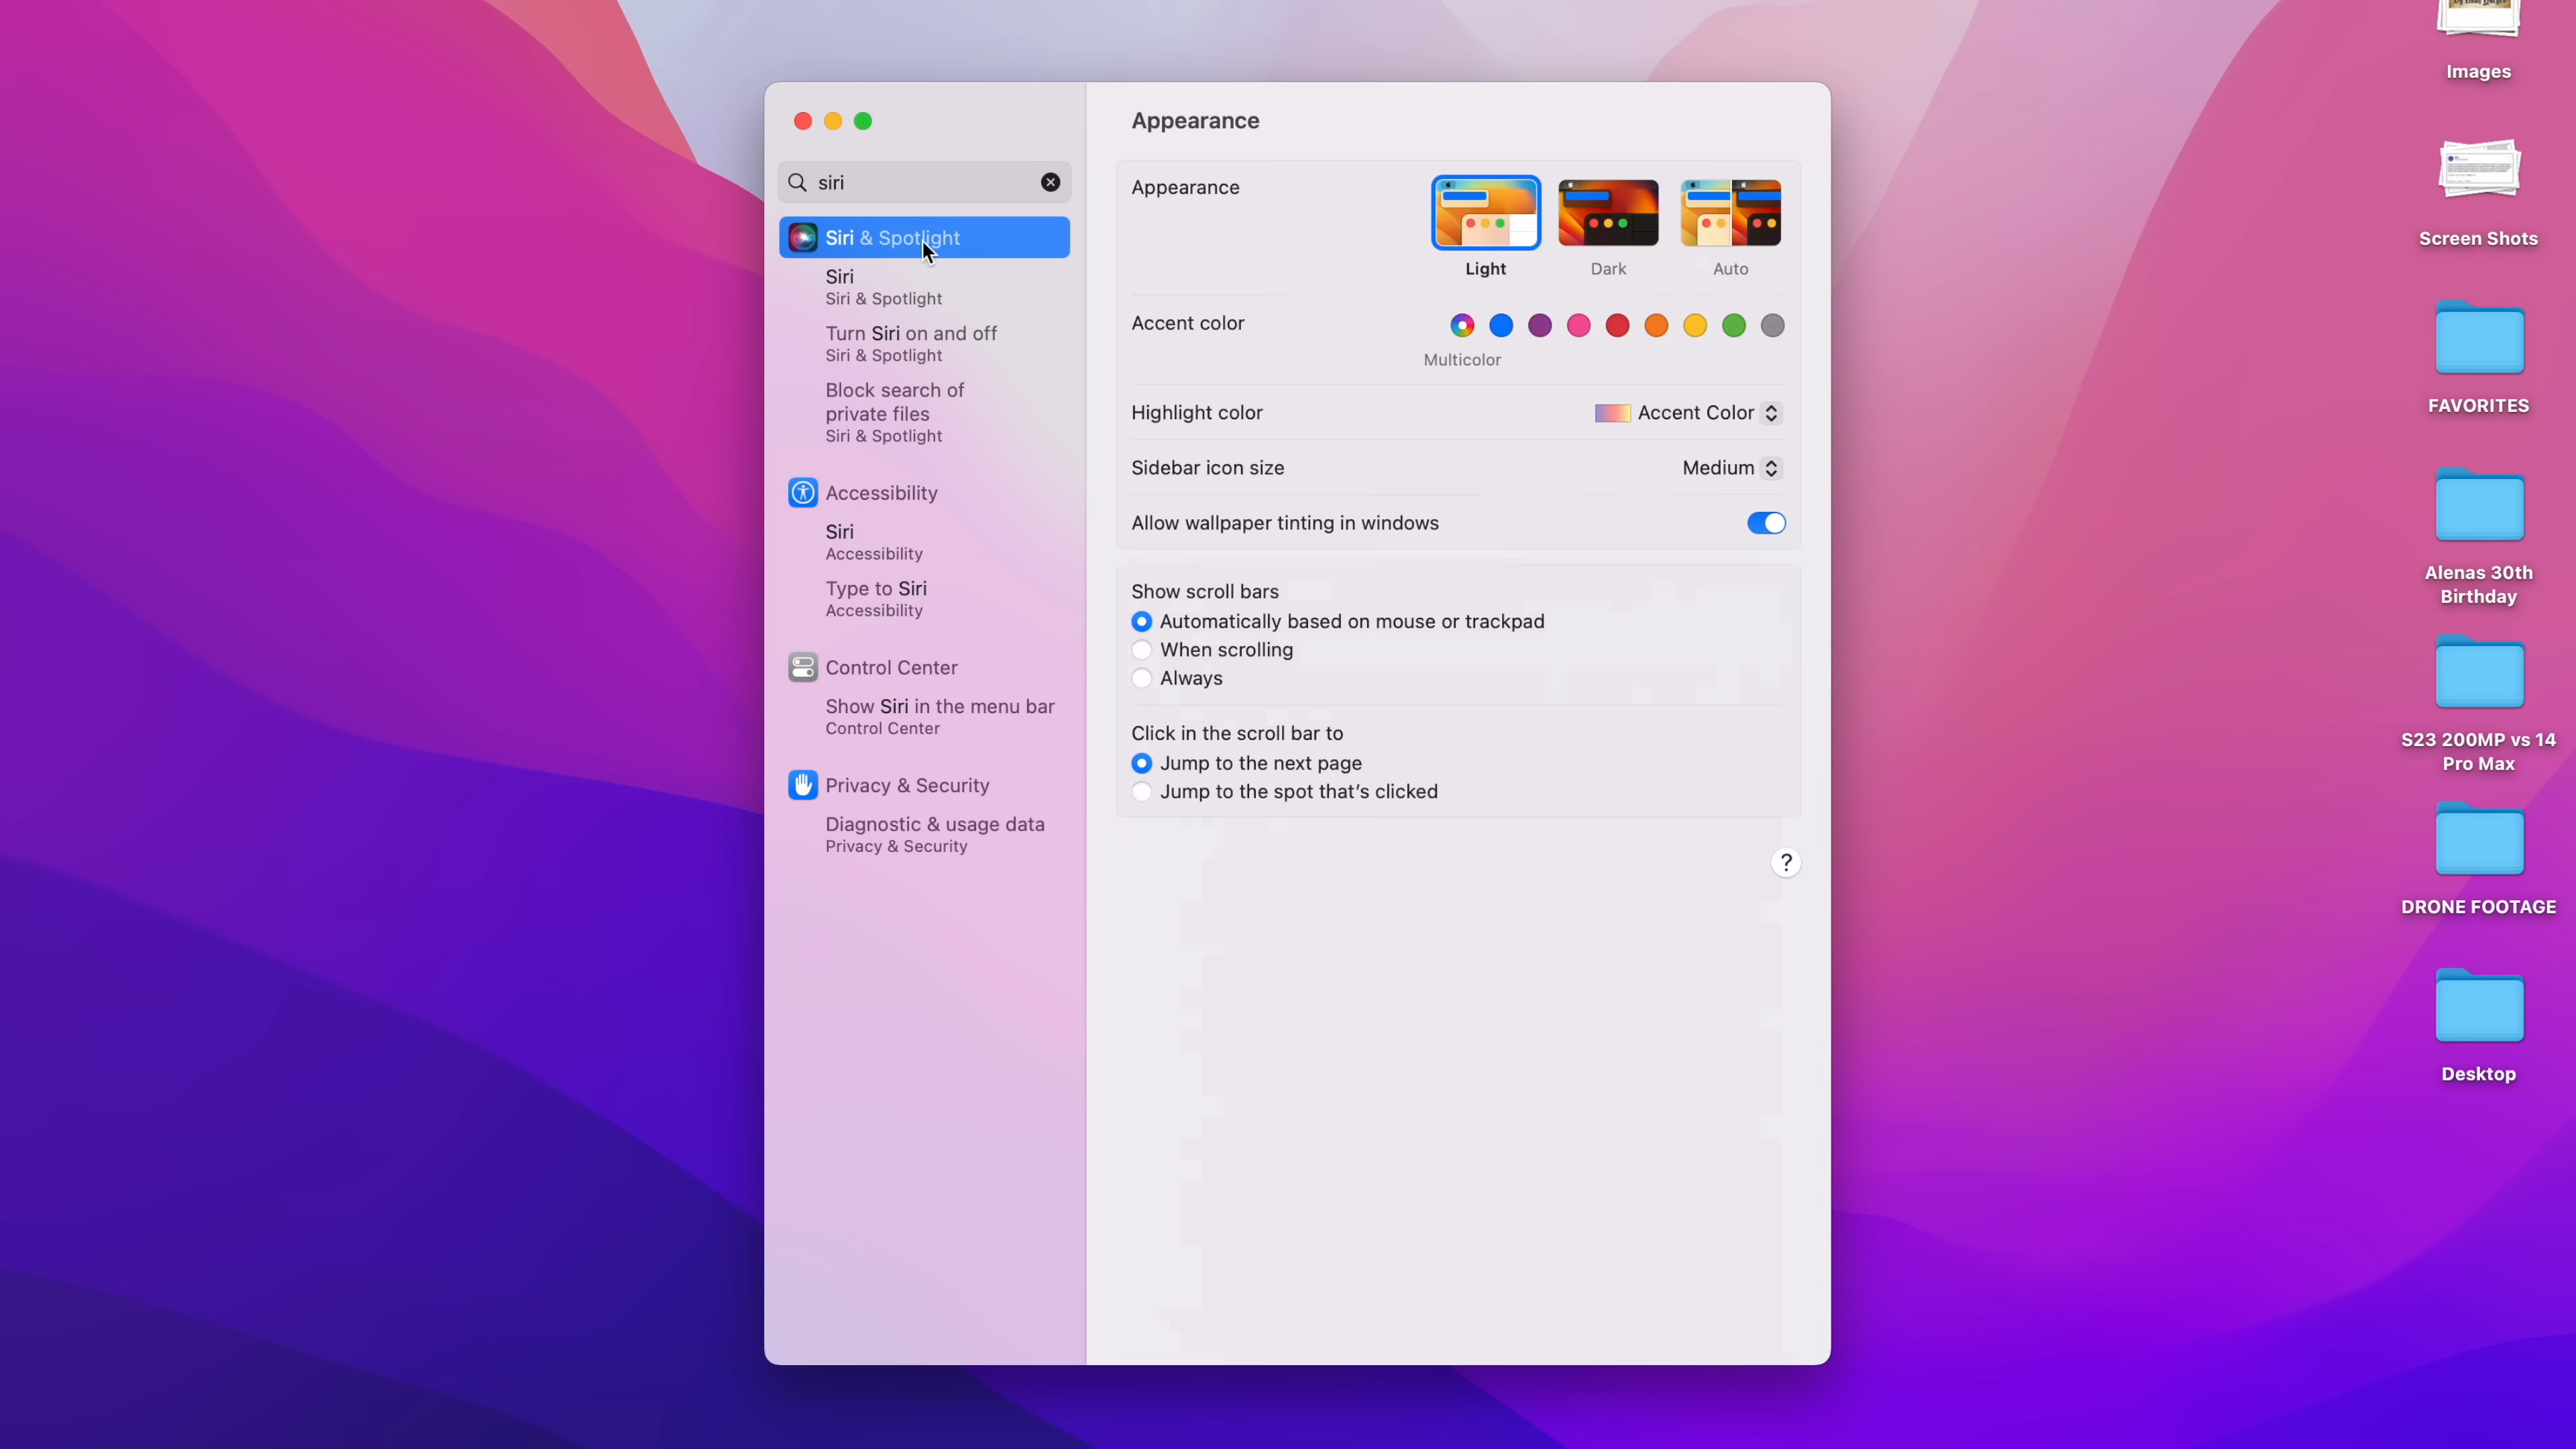 siri
Siri & Spotlight
Siri
Siri & Spotlight
Turn Siri on and off
Siri & Spotlight
Block search of
private files
Siri & Spotlight
Accessibility
Siri
Accessibility
Type to Siri
Accessibility
Control Center
Show Siri in the menu bar
Control Center
Privacy & Security
Diagnostic & usage data
Privacy & Security
Appearance
Appearance
Light
Dark
Auto
Accent color
Multicolor
Highlight color
Accent Color
Sidebar icon size
Medium
Allow wallpaper tinting in windows
Show scroll bars
Automatically based on mouse or trackpad
When scrolling
Always
Click in the scroll bar to
Jump to the next page
Jump to the spot that's clicked
?
Images
Screen Shots
FAVORITES
Alenas 30th
Birthday
S23 200MP vs 14
Pro Max
DRONE FOOTAGE
Desktop